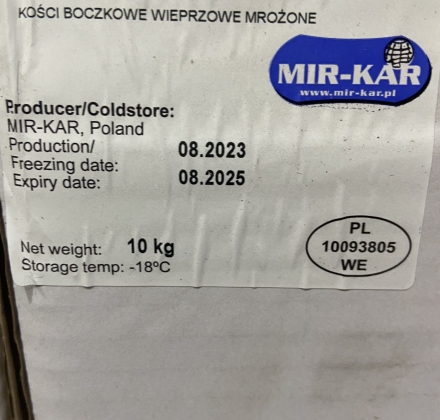 KOŚCI BOCZKOWE WIEPRZOWE MROŻONE
MIR-KAR
www.mir-kar.pl
Producer/Coldstore:
MIR-KAR, Poland
Production/
Freezing date: 08.2023
Expiry date: 08.2025
Net weight: 10 kg
Storage temp: -18ºC
PL
10093805
WE